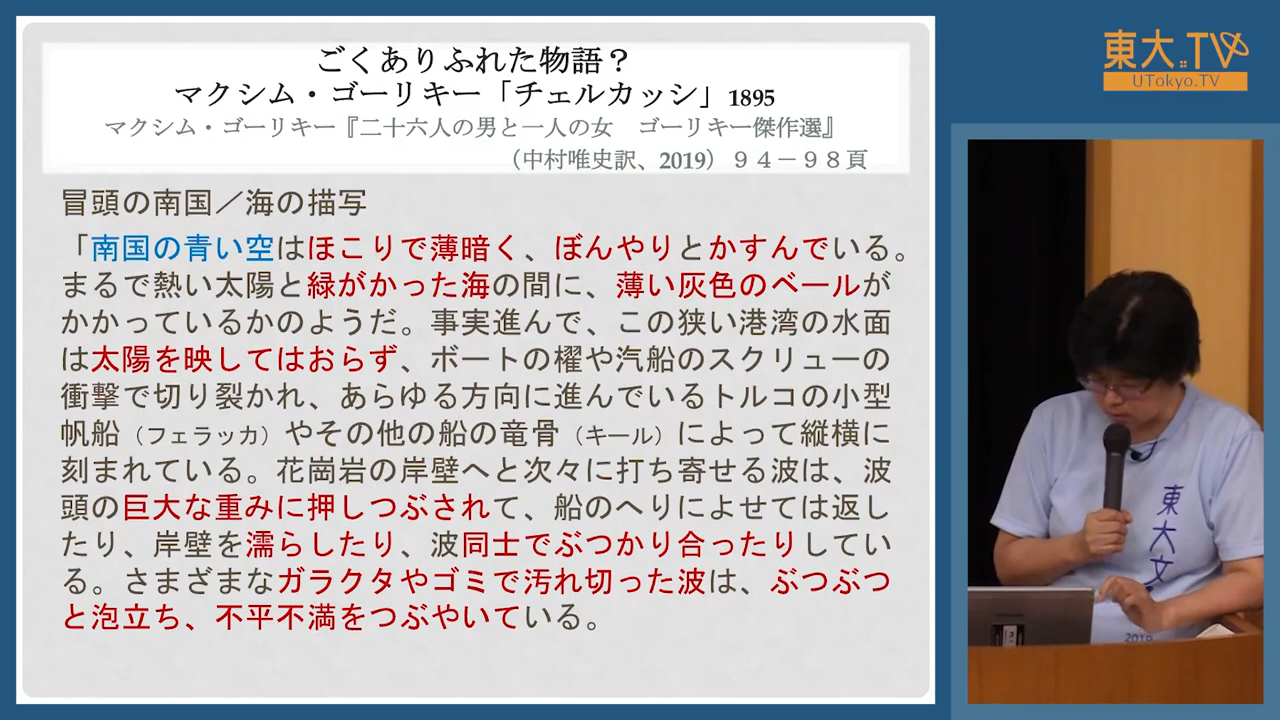 ごくありふれた物語？
マクシム・ゴーリキー「チェルカッシ」1895
マクシム・ゴーリキー『二十六人の男と一人の女　ゴーリキー傑作選』
（中村唯史訳、2019）９４－９８頁
冒頭の南国／海の描写
「南国の青い空はほこりで薄暗く、ぼんやりとかすんでいる。
まるで熱い太陽と緑がかった海の間に、薄い灰色のベールが
かかっているかのようだ。事実進んで、この狭い港湾の水面
は太陽を映してはおらず、ボートの櫂や汽船のスクリューの
衝撃で切り裂かれ、あらゆる方向に進んでいるトルコの小型
帆船（フェラッカ）やその他の船の竜骨（キール）によって縦横に
刻まれている。花崗岩の岸壁へと次々に打ち寄せる波は、波
頭の巨大な重みに押しつぶされて、船のへりによせては返し
たり、岸壁を濡らしたり、波同士でぶつかり合ったりしてい
る。さまざまなガラクタやゴミで汚れ切った波は、ぶつぶつ
と泡立ち、不平不満をつぶやいている。
東大.TV
UTokyo.TV
東大文
2019